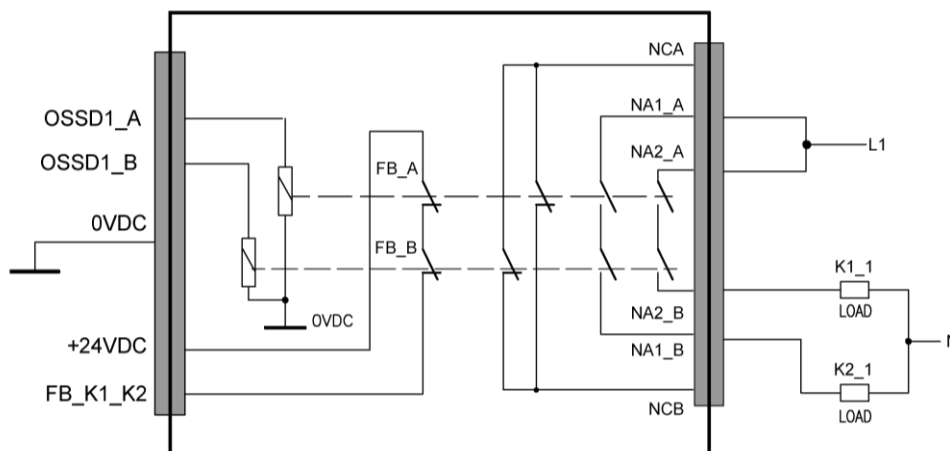 NCA
OSSD1_A
NA1_A
OSSD1_B
L1
NA2_A
FB_A
0VDC
FB_B
K1_1
LOAD
NA2_B
0VDC
+24VDC
NA1_B
K2_1
FB_K1_K2
NCB
LOAD